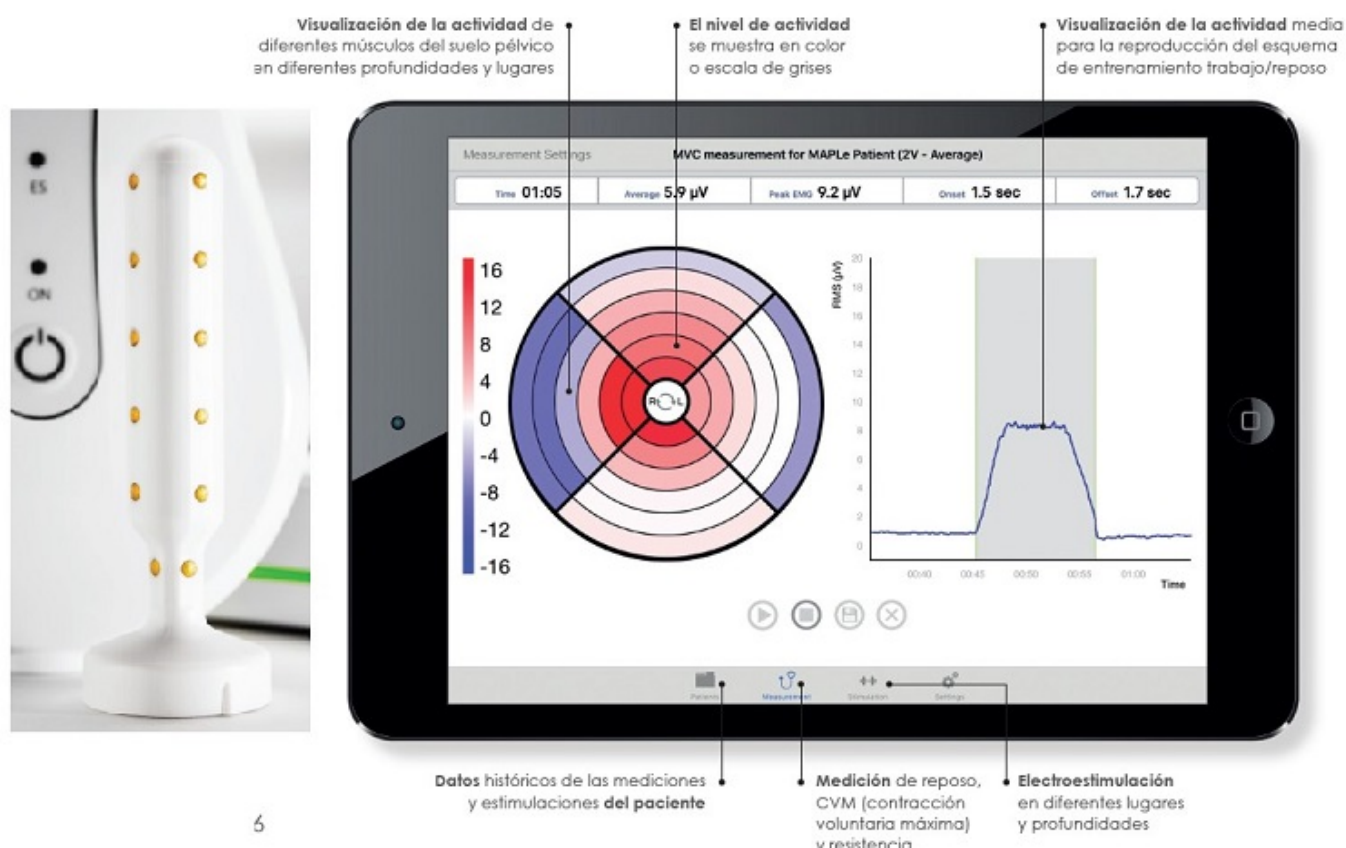 Visualización de la actividad de
diferentes músculos del suelo pélvico
en diferentes profundidades y lugares
El nivel de actividad
se muestra en color
o escala de grises
Visualización de la actividad media
para la reproducción del esquema
de entrenamiento trabajo/reposo
ES
ON
Measurement Settings
MVC measurement for MAPLe Patient (2V - Average)
Time 01:05
Average 5.9 µV
Peak EMG 9.2 µV
Onset 1.5 sec
Offset 1.7 sec
16
12
8
4
0
-4
-8
-12
-16
R L
RMS (µV)
20
18
16
14
12
10
8
6
4
2
0
00:40 00:45 00:50 00:55 01:00
Time
Patients Measurement Stimulation Settings
Datos históricos de las mediciones
y estimulaciones del paciente
Medición de reposo,
CVM (contracción
voluntaria máxima)
y resistencia
Electroestimulación
en diferentes lugares
y profundidades
6